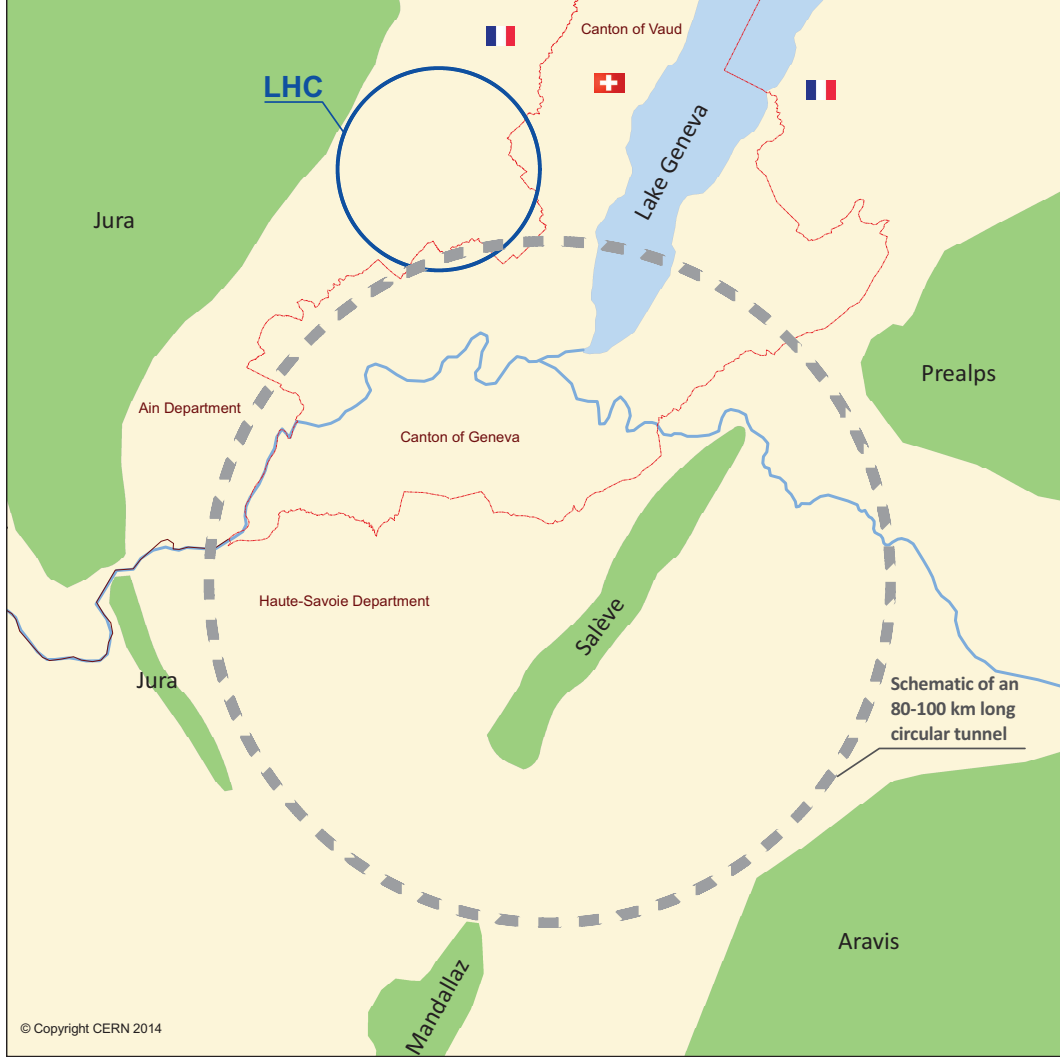 Canton of Vaud
LHC
Lake Geneva
Jura
Prealps
Ain Department
Canton of Geneva
Haute-Savoie Department
Salève
Jura
Schematic of an
80-100 km long
circular tunnel
Aravis
Mandallaz
© Copyright CERN 2014